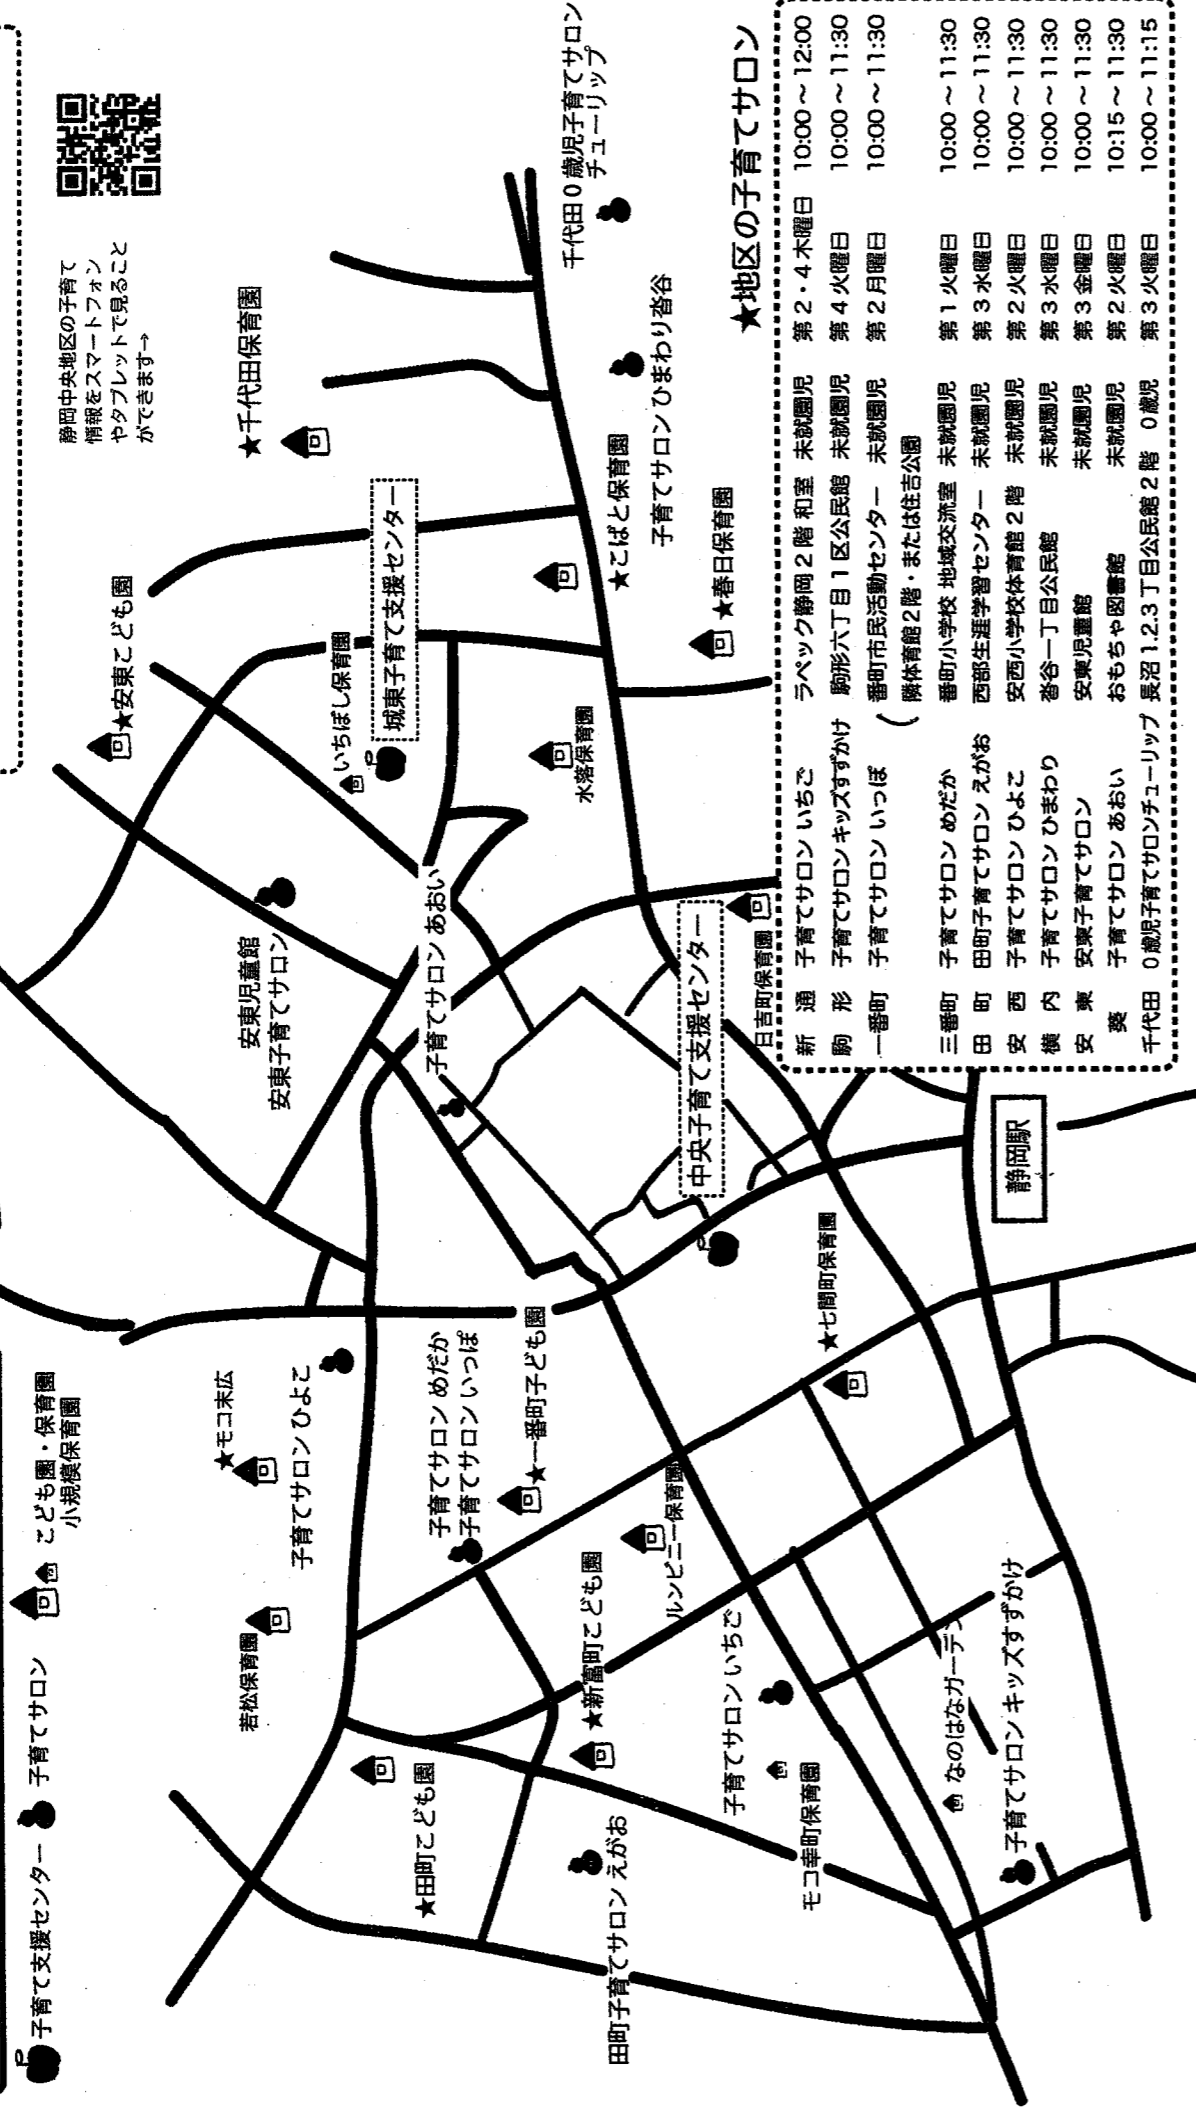 子育て支援センター
子育てサロン
こども園・保育園
小規模保育園
静岡中央地区の子育て
情報をスマートフォン
やタブレットで見ること
ができます→
★モコ末広
若松保育園
子育てサロン ひよこ
安東児童館
安東子育てサロン
★安東こども園
★千代田保育園
いちぼし保育園
城東子育て支援センター
★田町こども園
子育てサロン めだか
子育てサロン いっぽ
★一番町子ども園
子育てサロン あおい
水落保育園
★こばと保育園
千代田0歳児子育てサロン
チューリップ
子育てサロン ひまわり沓谷
田町子育てサロン えがお
★新富町こども園
ルンビニー保育園
中央子育て支援センター
★春日保育園
子育てサロン いちご
モコ幸町保育園
★七間町保育園
日吉町保育園
なのはなガーデン
子育てサロン キッズすずかけ
静岡駅
★地区の子育てサロン
新 通 子育てサロン いちご ラペック静岡2階 和室 未就園児 第2・4木曜日 10:00～12:00
駒 形 子育てサロン キッズすずかけ 駒形六丁目1区公民館 未就園児 第4火曜日 10:00～11:30
一番町 子育てサロン いっぽ 番町市民活動センター 未就園児 第2月曜日 10:00～11:30
（隣体育館2階・または住吉公園
三番町 子育てサロン めだか 番町小学校 地域交流室 未就園児 第1火曜日 10:00～11:30
田 町 田町子育てサロン えがお 西部生涯学習センター 未就園児 第3水曜日 10:00～11:30
安 西 子育てサロン ひよこ 安西小学校体育館2階 未就園児 第2火曜日 10:00～11:30
横 内 子育てサロン ひまわり 沓谷一丁目公民館 未就園児 第3水曜日 10:00～11:30
安 東 安東子育てサロン 安東児童館 未就園児 第3金曜日 10:00～11:30
葵 子育てサロン あおい おもちゃ図書館 未就園児 第2火曜日 10:15～11:30
千代田 0歳児子育てサロンチューリップ 長沼1.2.3丁目公民館2階 0歳児 第3火曜日 10:00～11:15